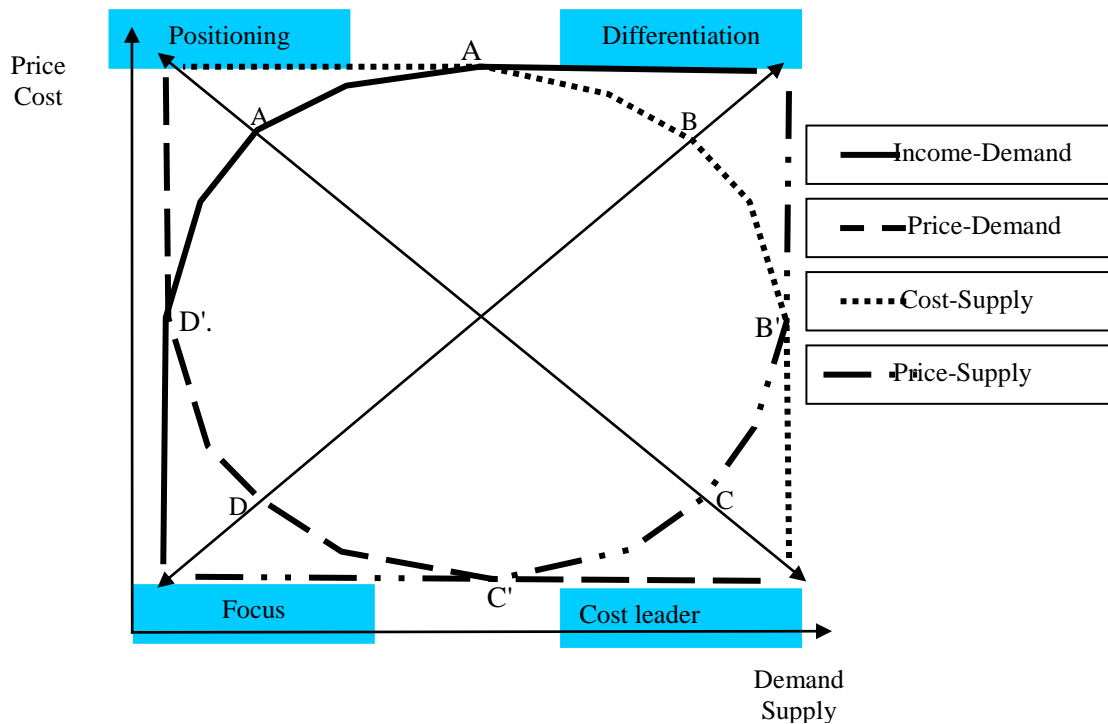 Positioning
Differentiation
Price
Cost
A
A
B
Income-Demand
Price-Demand
Cost-Supply
Price-Supply
D'.
B'
D
C
C'
Focus
Cost leader
Demand
Supply